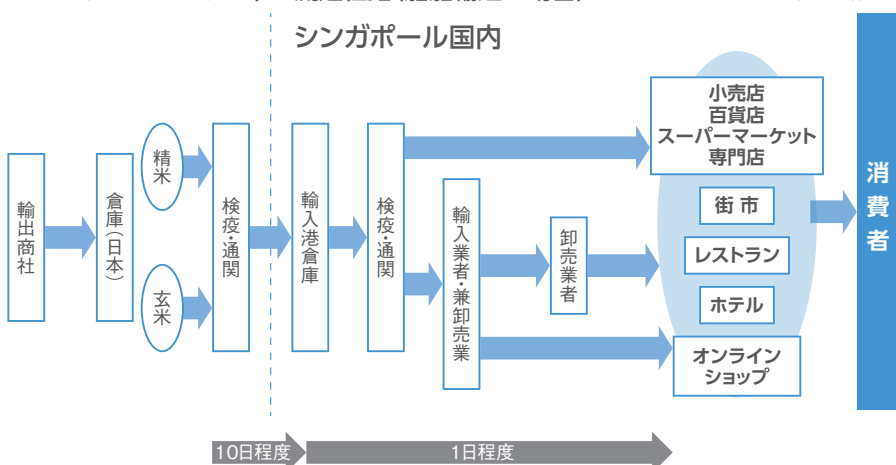 シンガポール国内
輸出商社
倉庫(日本)
精米
玄米
検疫・通関
輸入港倉庫
検疫・通関
輸入業者・兼卸売業
卸売業者
小売店
百貨店
スーパーマーケット
専門店
街市
レストラン
ホテル
オンライン
ショップ
消費者
10日程度
1日程度